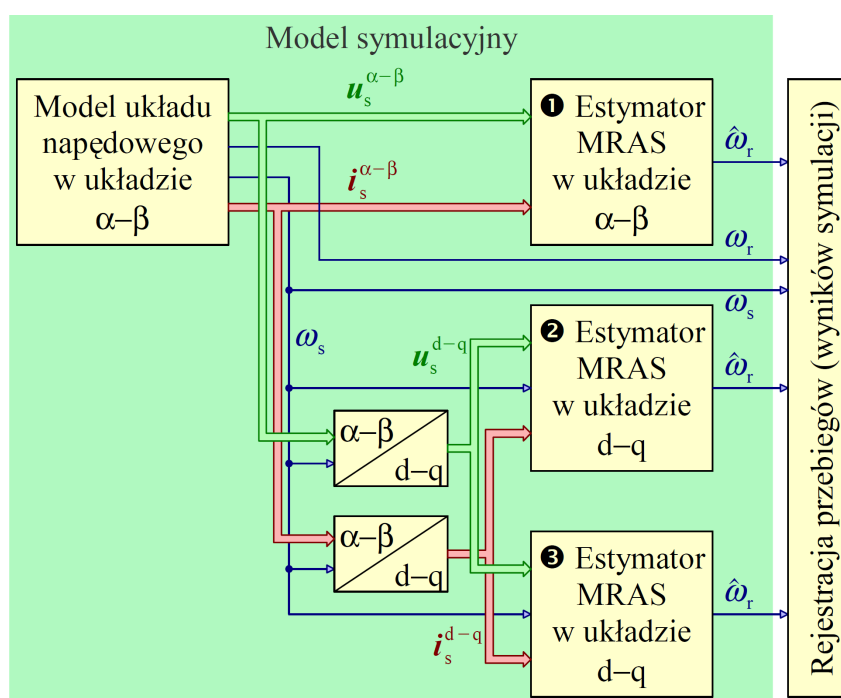 Model symulacyjny
Model układu
napędowego
w układzie
α–β
u_s^α–β
i_s^α–β
❶ Estymator
MRAS
w układzie
α–β
ω̂_r
ω_r
ω_s
ω_s
u_s^d–q
❷ Estymator
MRAS
w układzie
d–q
ω̂_r
α–β
d–q
α–β
d–q
i_s^d–q
❸ Estymator
MRAS
w układzie
d–q
ω̂_r
Rejestracja przebiegów (wyników symulacji)